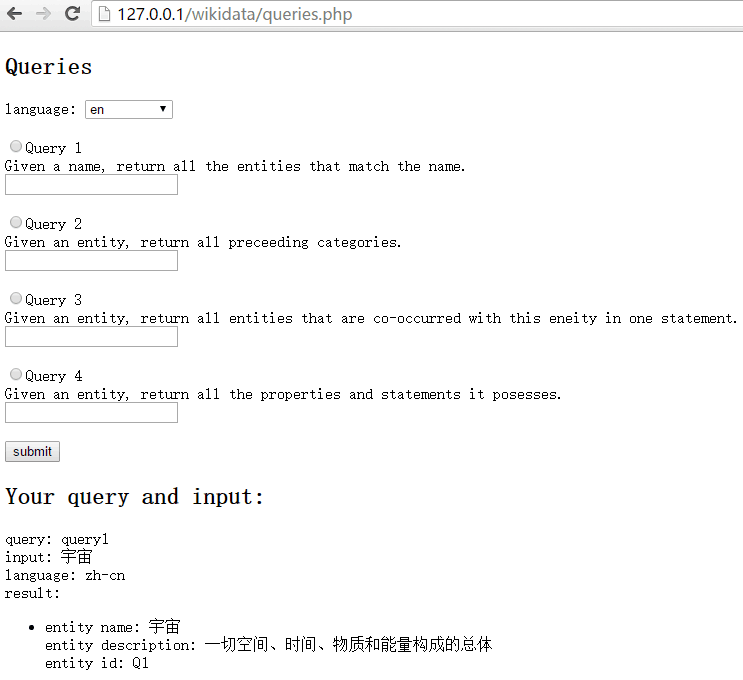 127.0.0.1/wikidata/queries.php
Queries
language: en
Query 1
Given a name, return all the entities that match the name.
Query 2
Given an entity, return all preceeding categories.
Query 3
Given an entity, return all entities that are co-occurred with this eneity in one statement.
Query 4
Given an entity, return all the properties and statements it posesses.
submit
Your query and input:
query: query1
input: 宇宙
language: zh-cn
result:
entity name: 宇宙
entity description: 一切空间、时间、物质和能量构成的总体
entity id: Q1